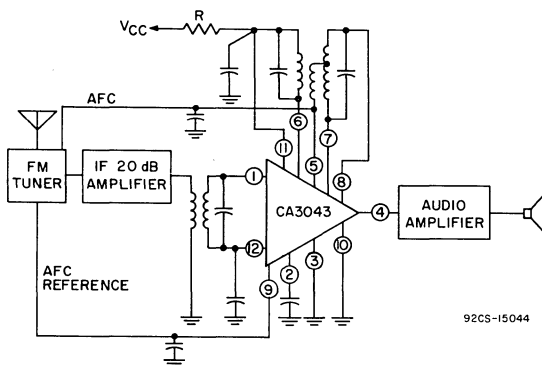 VCC
R
AFC
6
7
11
5
8
FM
TUNER
IF 20 dB
AMPLIFIER
1
CA3043
4
AUDIO
AMPLIFIER
12
10
9
2
3
AFC
REFERENCE
92CS-15044